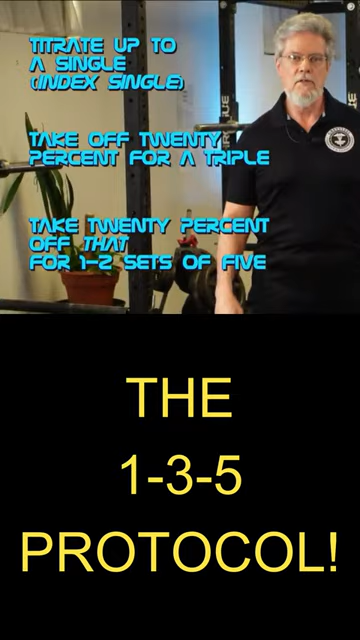 TITRATE UP TO
A SINGLE
(INDEX SINGLE)
TAKE OFF TWENTY
PERCENT FOR A TRIPLE
TAKE TWENTY PERCENT
OFF THAT
FOR 1-2 SETS OF FIVE
THE
1-3-5
PROTOCOL!